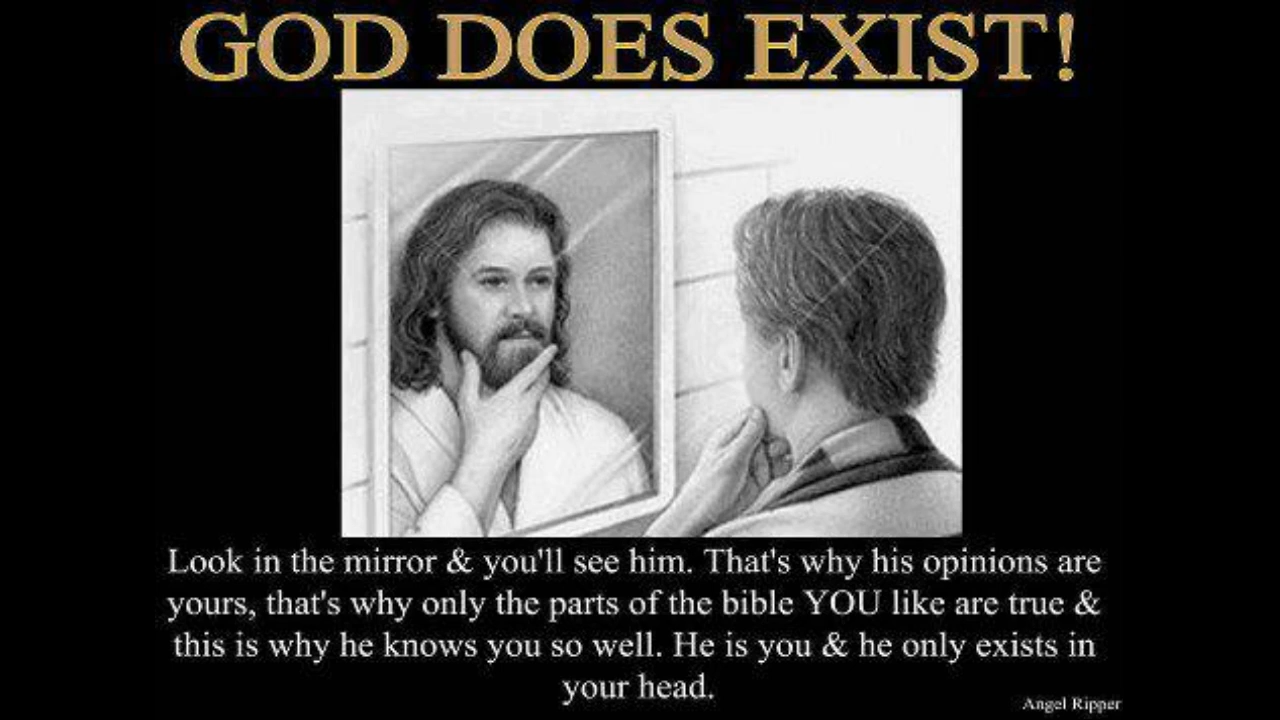 GOD DOES EXIST!
Look in the mirror & you'll see him. That's why his opinions are
yours, that's why only the parts of the bible YOU like are true &
this is why he knows you so well. He is you & he only exists in
your head.
Angel Ripper